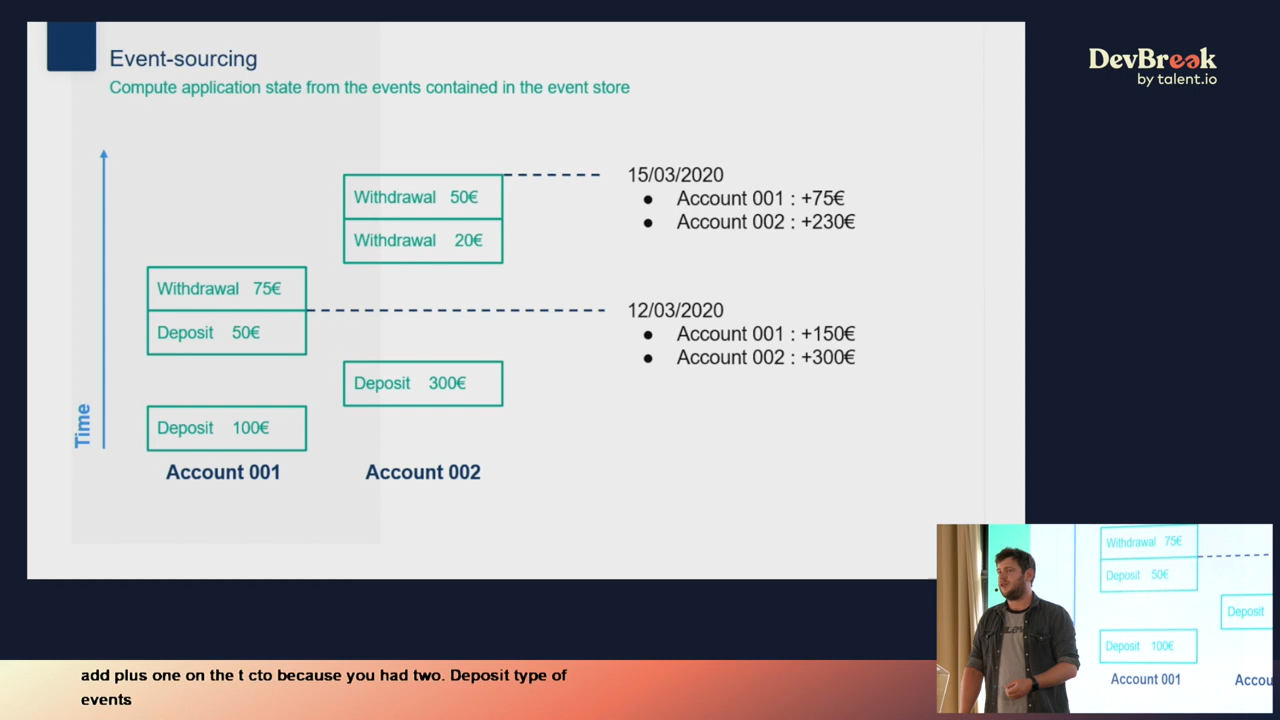 Event-sourcing
Compute application state from the events contained in the event store
DevBreak
by talent.io
15/03/2020
● Account 001 : +75€
● Account 002 : +230€
Withdrawal 50€
Withdrawal 20€
Withdrawal 75€
Deposit 50€
12/03/2020
● Account 001 : +150€
● Account 002 : +300€
Deposit 300€
Deposit 100€
Time
Account 001
Account 002
Withdrawal 75€
Deposit 50€
Deposit
Deposit 100€
Account 001
Accou
add plus one on the t cto because you had two. Deposit type of
events